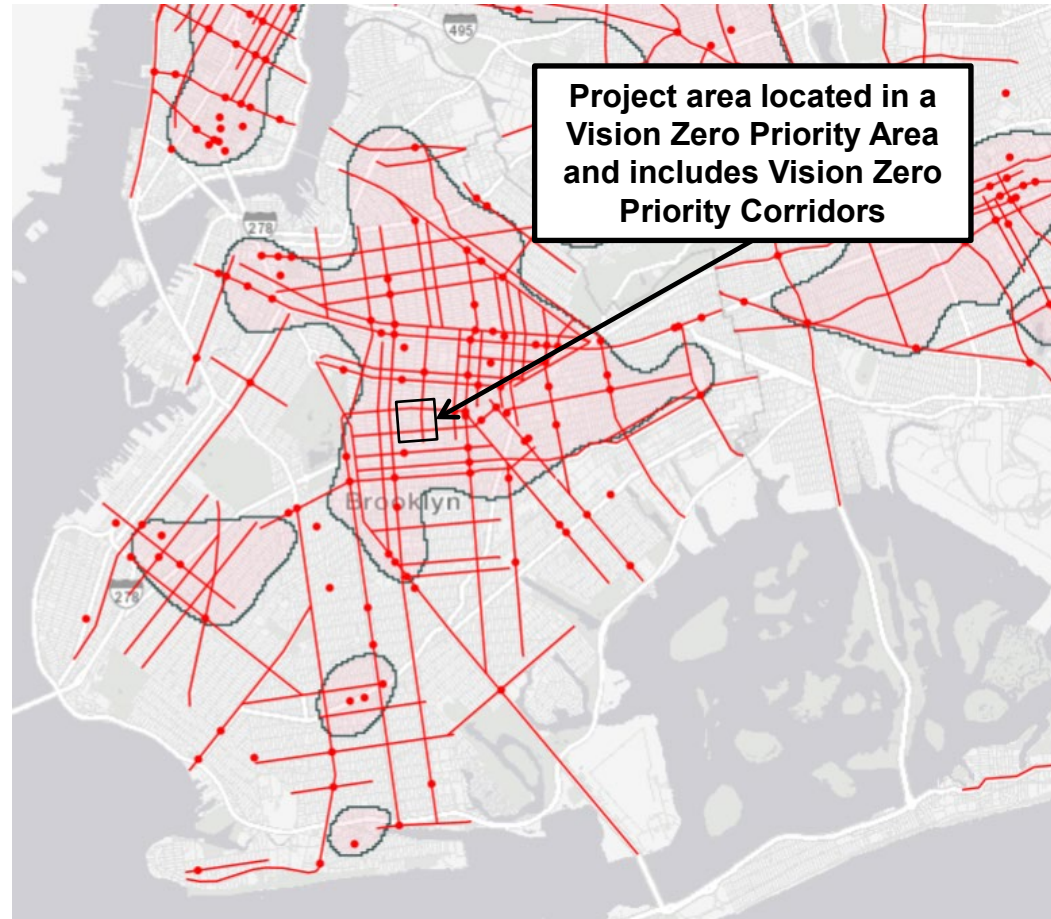 495
Project area located in a
Vision Zero Priority Area
and includes Vision Zero
Priority Corridors
278
Brooklyn
278